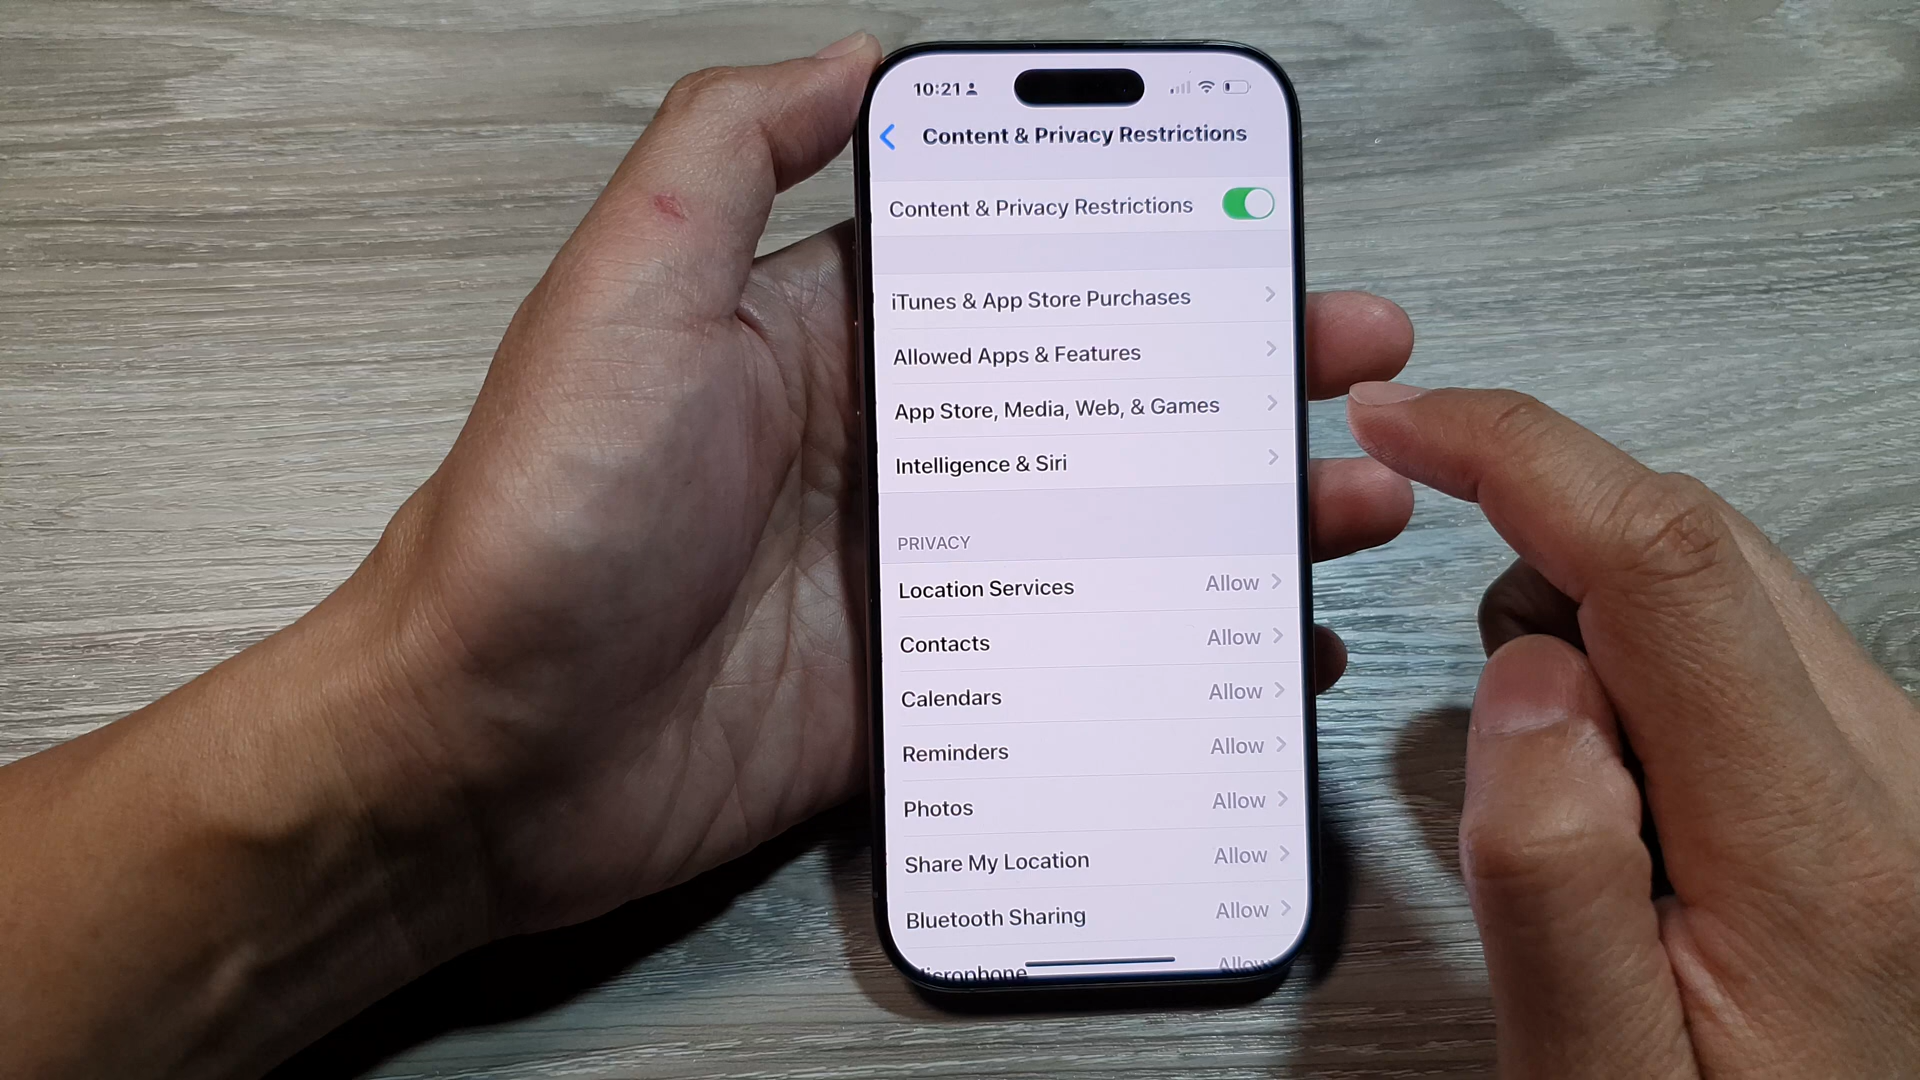 10:21
Content & Privacy Restrictions
Content & Privacy Restrictions
iTunes & App Store Purchases
Allowed Apps & Features
App Store, Media, Web, & Games
Intelligence & Siri
PRIVACY
Location Services Allow
Contacts Allow
Calendars Allow
Reminders Allow
Photos Allow
Share My Location Allow
Bluetooth Sharing Allow
Microphone Allow